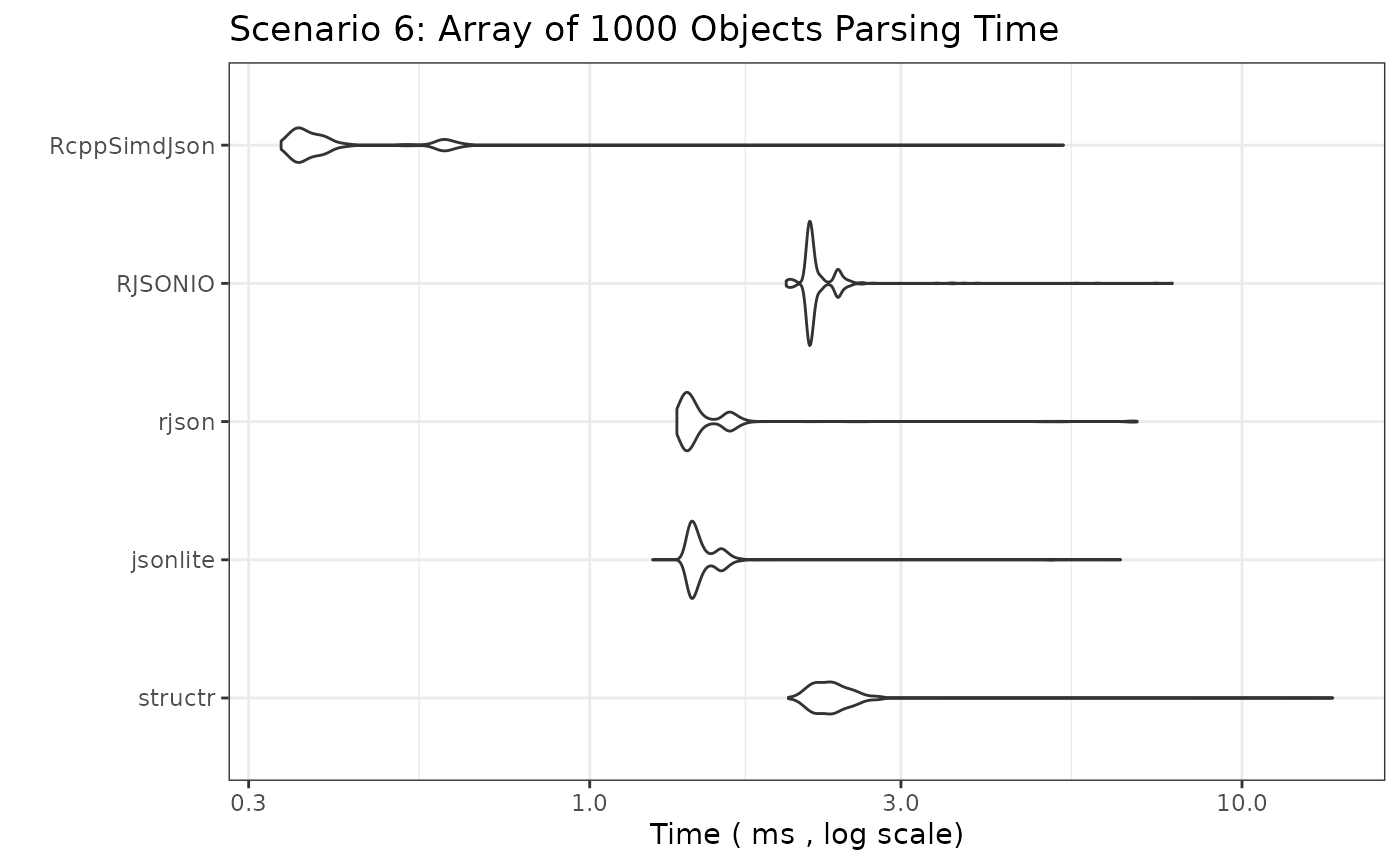 Scenario 6: Array of 1000 Objects Parsing Time
RcppSimdJson
RJSONIO
rjson
jsonlite
structr
0.3 1.0 3.0 10.0
Time ( ms , log scale)